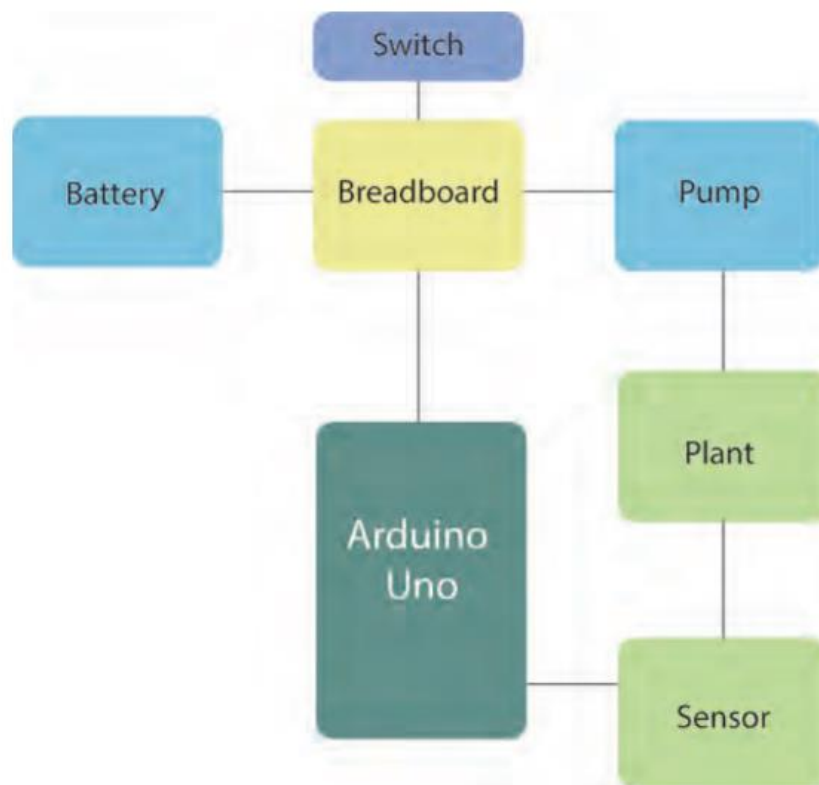 Switch
Battery
Breadboard
Pump
Plant
Arduino
Uno
Sensor